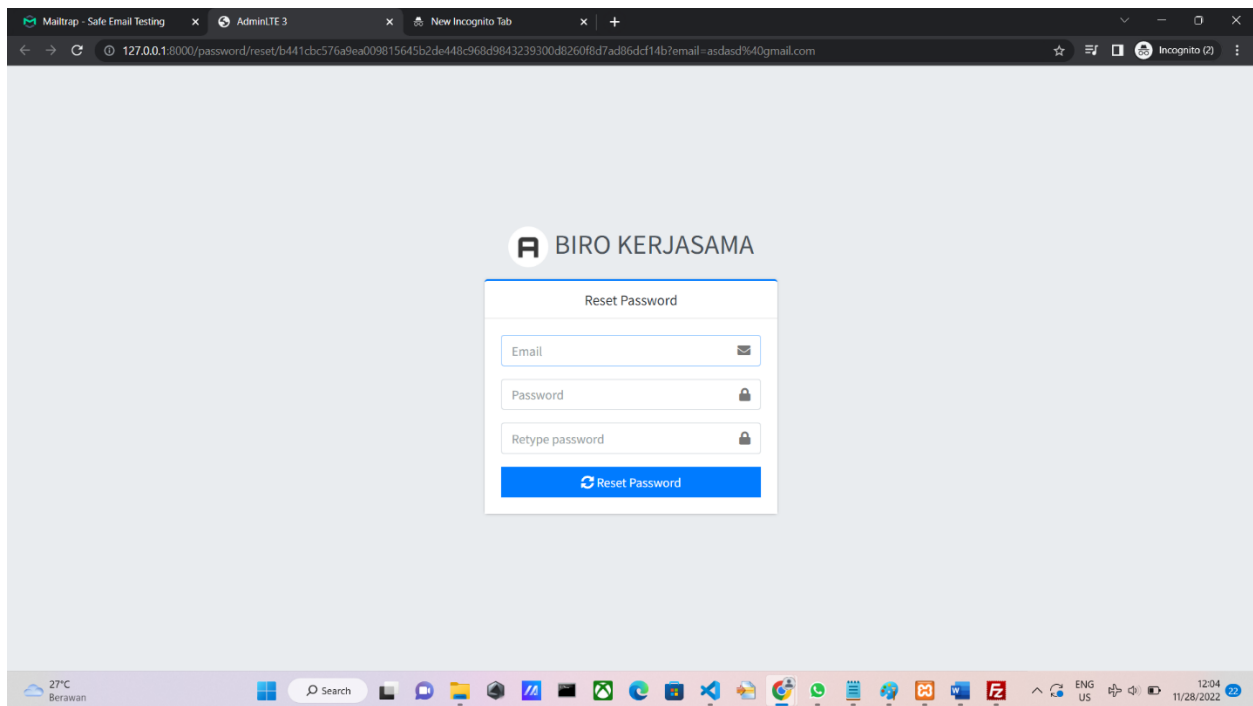 Mailtrap - Safe Email Testing
AdminLTE 3
New Incognito Tab
127.0.0.1:8000/password/reset/b441cbc576a9ea009815645b2de448c968d9843239300d8260f8d7ad86dcf14b?email=asdasd%40gmail.com
Incognito (2)
BIRO KERJASAMA
Reset Password
Email
Password
Retype password
Reset Password
27°C
Berawan
Search
ENG
US
12:04
11/28/2022
22